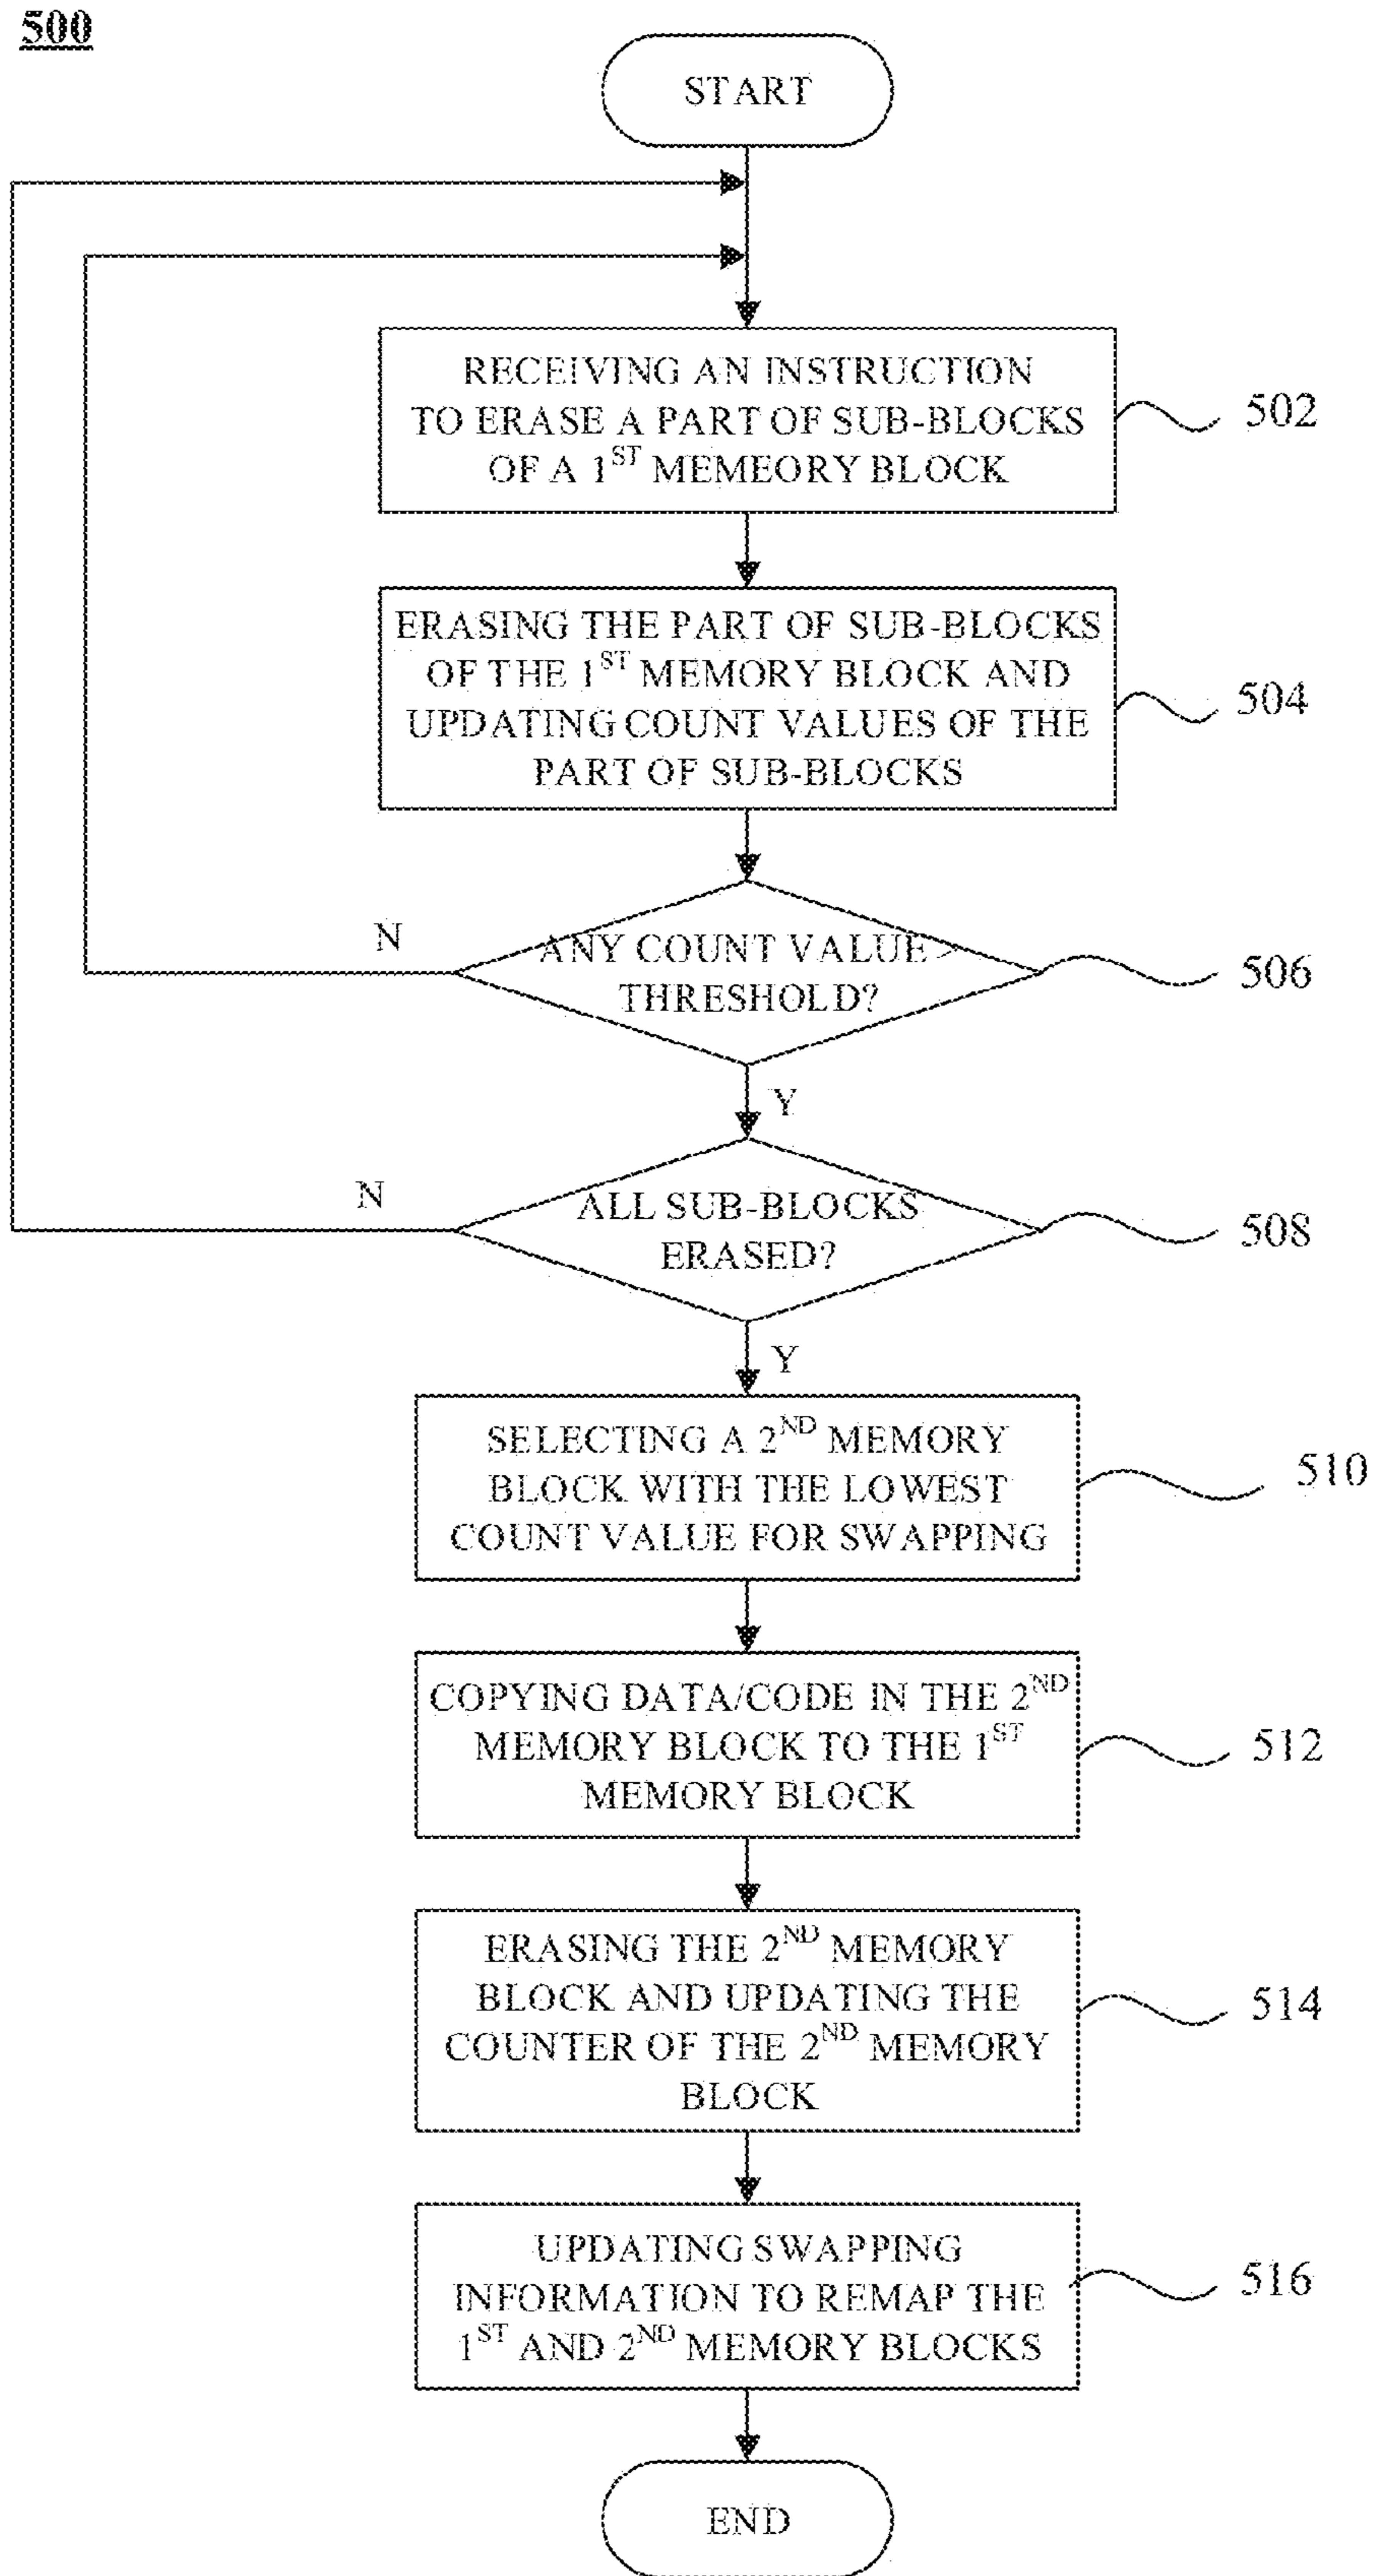 500
START
RECEIVING AN INSTRUCTION
TO ERASE A PART OF SUB-BLOCKS
OF A 1ST MEMEORY BLOCK
502
ERASING THE PART OF SUB-BLOCKS
OF THE 1ST MEMORY BLOCK AND
UPDATING COUNT VALUES OF THE
PART OF SUB-BLOCKS
504
N
ANY COUNT VALUE >
THRESHOLD?
506
Y
N
ALL SUB-BLOCKS
ERASED?
508
Y
SELECTING A 2ND MEMORY
BLOCK WITH THE LOWEST
COUNT VALUE FOR SWAPPING
510
COPYING DATA/CODE IN THE 2ND
MEMORY BLOCK TO THE 1ST
MEMORY BLOCK
512
ERASING THE 2ND MEMORY
BLOCK AND UPDATING THE
COUNTER OF THE 2ND MEMORY
BLOCK
514
UPDATING SWAPPING
INFORMATION TO REMAP THE
1ST AND 2ND MEMORY BLOCKS
516
END